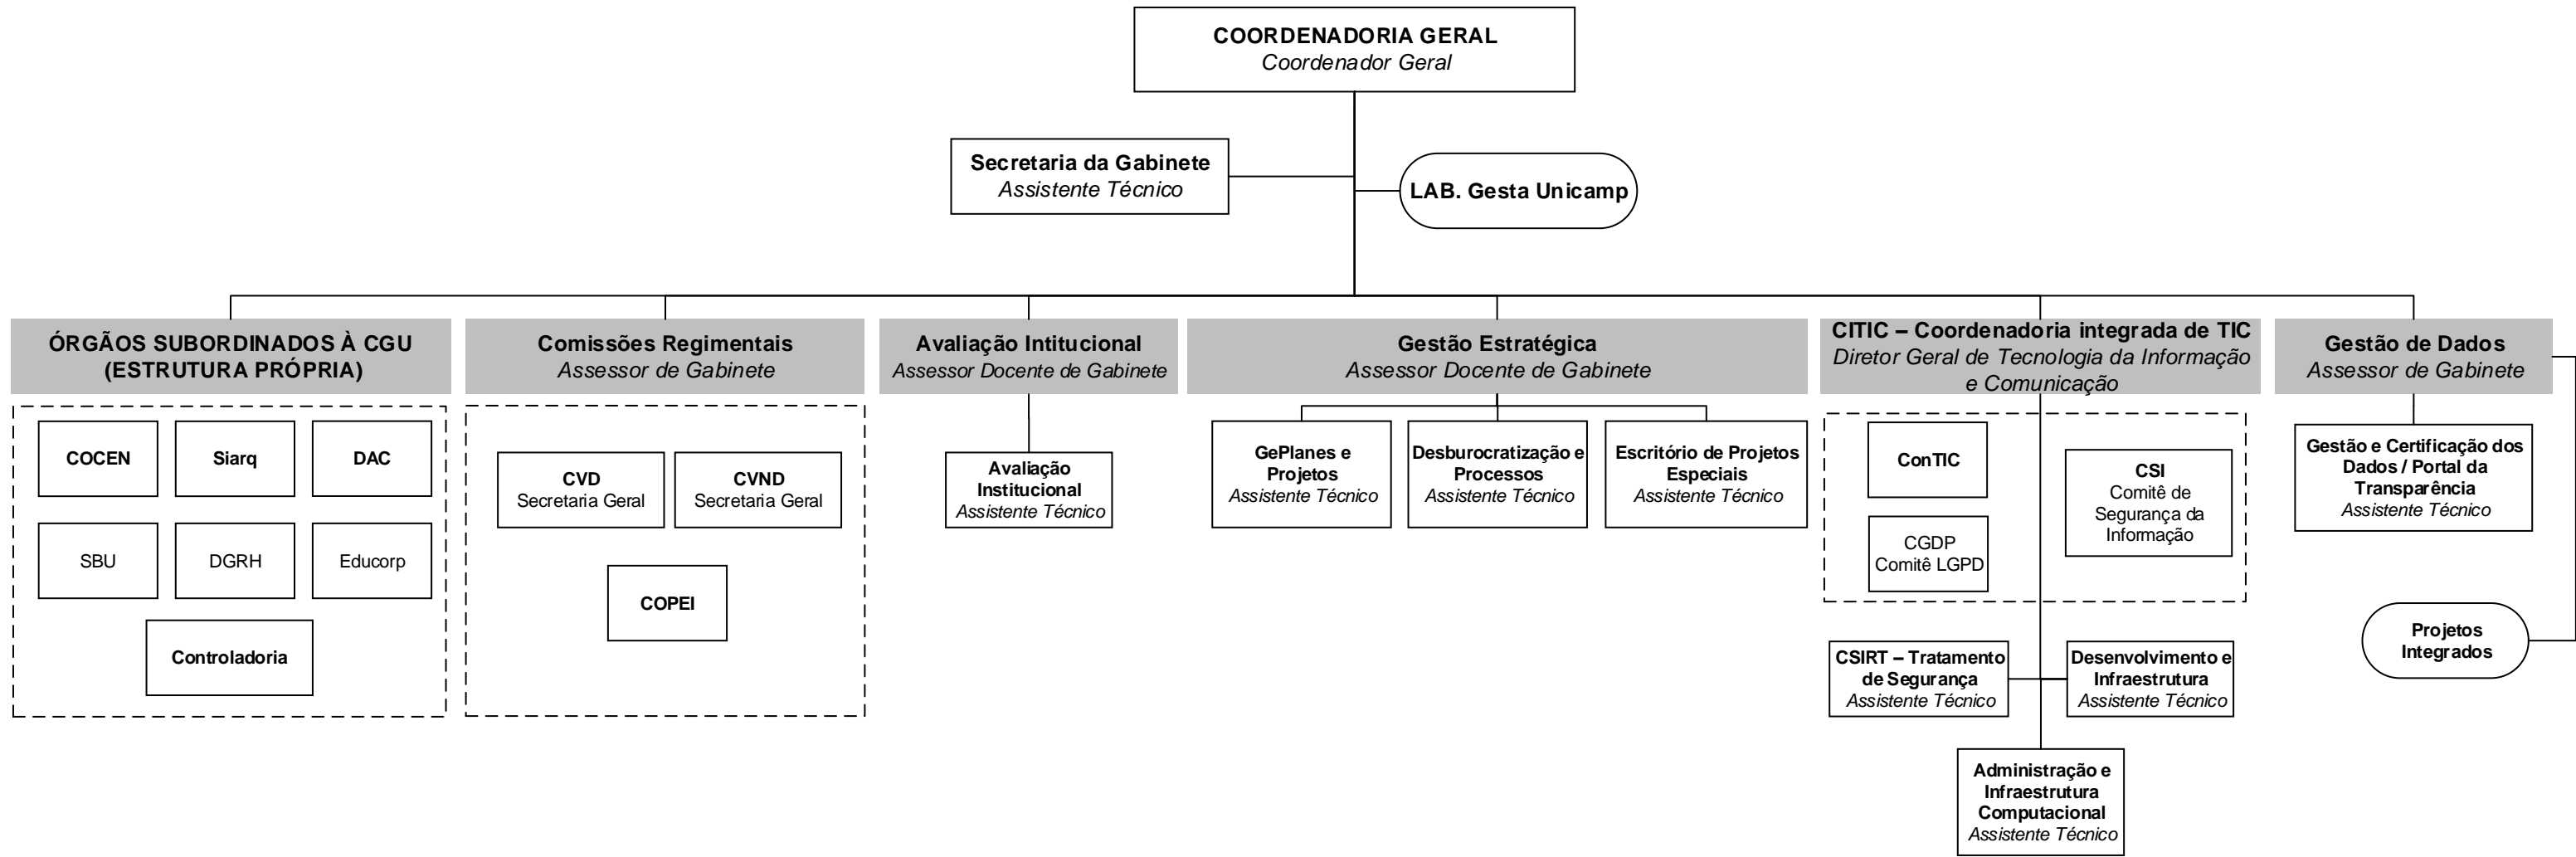 COORDENADORIA GERAL
Coordenador Geral
Secretaria da Gabinete
Assistente Técnico
LAB. Gesta Unicamp
ÓRGÃOS SUBORDINADOS À CGU
(ESTRUTURA PRÓPRIA)
COCEN
Siarq
DAC
SBU
DGRH
Educorp
Controladoria
Comissões Regimentais
Assessor de Gabinete
CVD
Secretaria Geral
CVND
Secretaria Geral
COPEI
Avaliação Intitucional
Assessor Docente de Gabinete
Avaliação
Institucional
Assistente Técnico
Gestão Estratégica
Assessor Docente de Gabinete
GePlanes e
Projetos
Assistente Técnico
Desburocratização e
Processos
Assistente Técnico
Escritório de Projetos
Especiais
Assistente Técnico
CITIC – Coordenadoria integrada de TIC
Diretor Geral de Tecnologia da Informação
e Comunicação
ConTIC
CGDP
Comitê LGPD
CSI
Comitê de
Segurança da
Informação
CSIRT – Tratamento
de Segurança
Assistente Técnico
Desenvolvimento e
Infraestrutura
Assistente Técnico
Administração e
Infraestrutura
Computacional
Assistente Técnico
Gestão de Dados
Assessor de Gabinete
Gestão e Certificação dos
Dados / Portal da
Transparência
Assistente Técnico
Projetos
Integrados